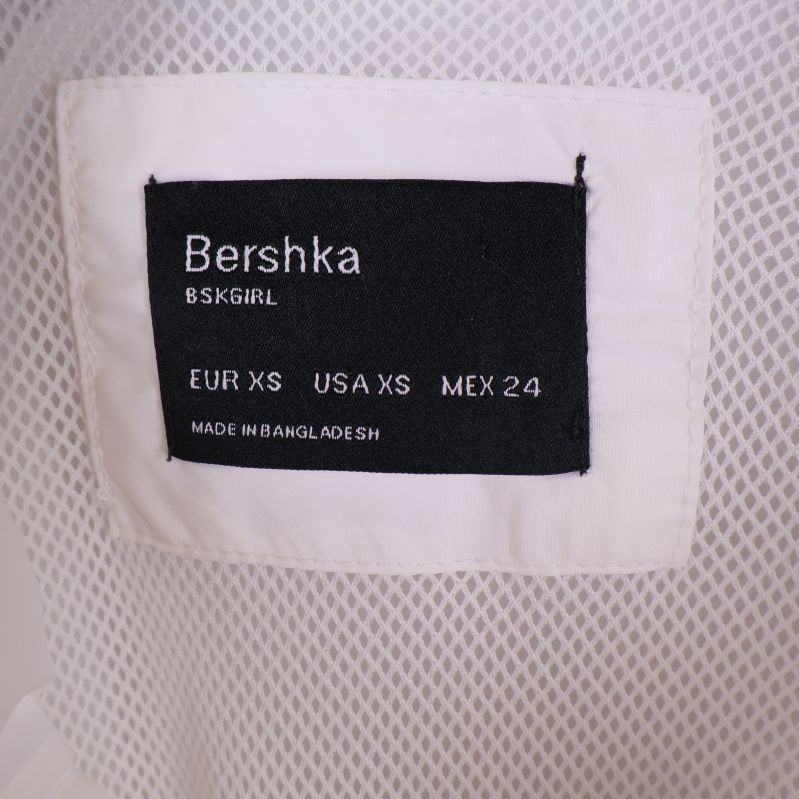 Bershka
BSKGIRL
EUR XS USA XS MEX 24
MADE IN BANGLADESH